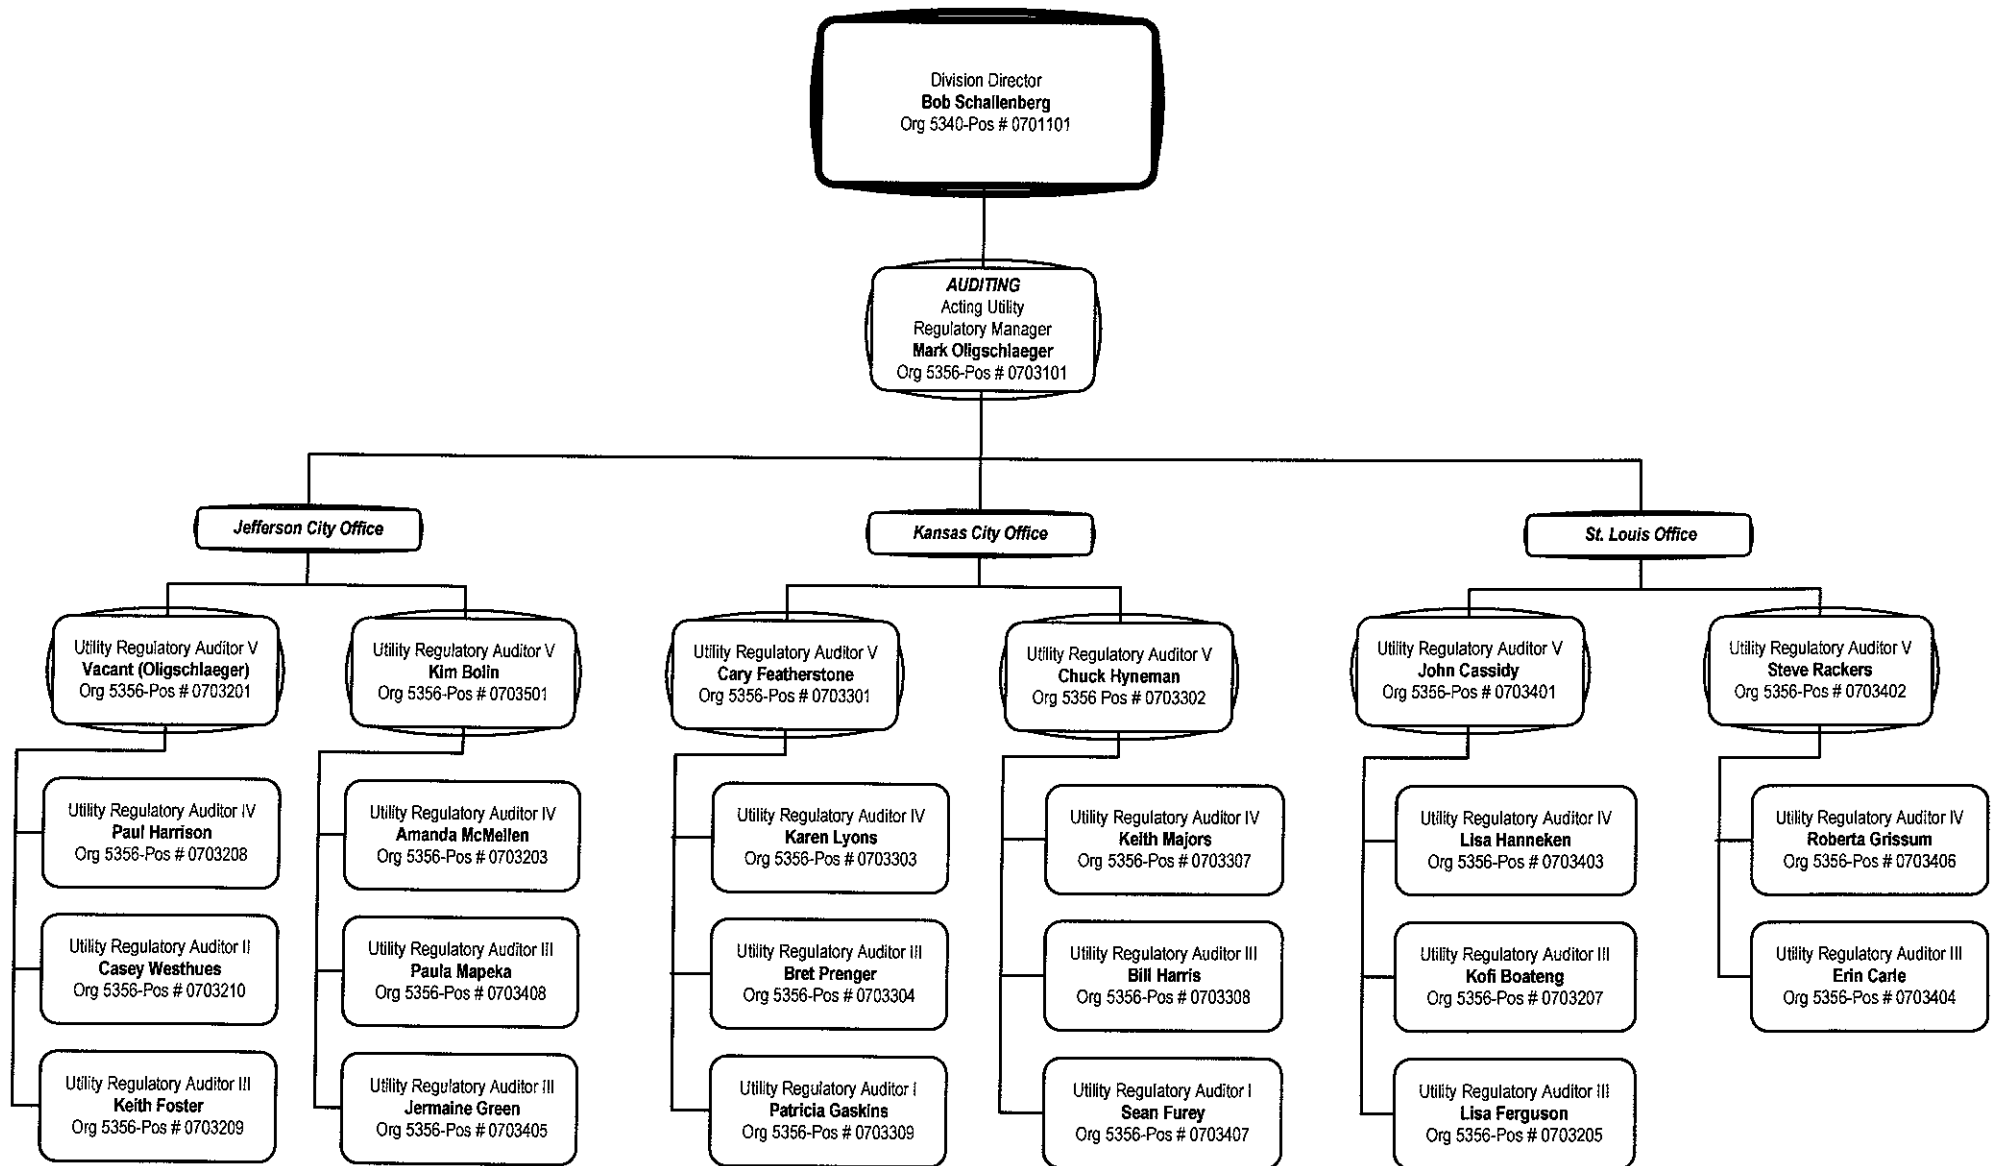 Division Director
Bob Schallenberg
Org 5340-Pos # 0701101
AUDITING
Acting Utility
Regulatory Manager
Mark Oligschlaeger
Org 5356-Pos # 0703101
Jefferson City Office
Utility Regulatory Auditor V
Vacant (Oligschlaeger)
Org 5356-Pos # 0703201
Utility Regulatory Auditor IV
Paul Harrison
Org 5356-Pos # 0703208
Utility Regulatory Auditor II
Casey Westhues
Org 5356-Pos # 0703210
Utility Regulatory Auditor III
Keith Foster
Org 5356-Pos # 0703209
Utility Regulatory Auditor V
Kim Bolin
Org 5356-Pos # 0703501
Utility Regulatory Auditor IV
Amanda McMellen
Org 5356-Pos # 0703203
Utility Regulatory Auditor III
Paula Mapeka
Org 5356-Pos # 0703408
Utility Regulatory Auditor III
Jermaine Green
Org 5356-Pos # 0703405
Kansas City Office
Utility Regulatory Auditor V
Cary Featherstone
Org 5356-Pos # 0703301
Utility Regulatory Auditor IV
Karen Lyons
Org 5356-Pos # 0703303
Utility Regulatory Auditor III
Bret Prenger
Org 5356-Pos # 0703304
Utility Regulatory Auditor I
Patricia Gaskins
Org 5356-Pos # 0703309
Utility Regulatory Auditor V
Chuck Hyneman
Org 5356 Pos # 0703302
Utility Regulatory Auditor IV
Keith Majors
Org 5356-Pos # 0703307
Utility Regulatory Auditor III
Bill Harris
Org 5356-Pos # 0703308
Utility Regulatory Auditor I
Sean Furey
Org 5356-Pos # 0703407
St. Louis Office
Utility Regulatory Auditor V
John Cassidy
Org 5356-Pos # 0703401
Utility Regulatory Auditor IV
Lisa Hanneken
Org 5356-Pos # 0703403
Utility Regulatory Auditor III
Kofi Boateng
Org 5356-Pos # 0703207
Utility Regulatory Auditor III
Lisa Ferguson
Org 5356-Pos # 0703205
Utility Regulatory Auditor V
Steve Rackers
Org 5356-Pos # 0703402
Utility Regulatory Auditor IV
Roberta Grissum
Org 5356-Pos # 0703406
Utility Regulatory Auditor III
Erin Carle
Org 5356-Pos # 0703404